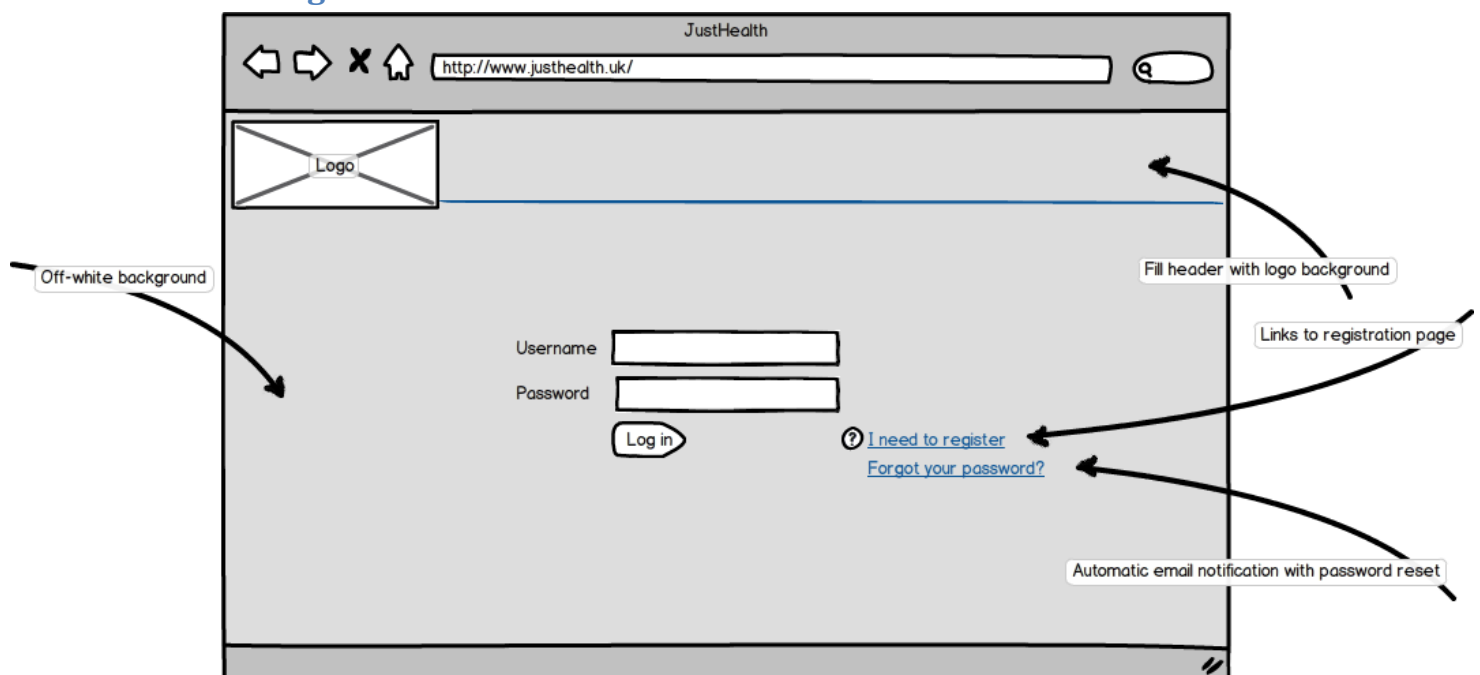 JustHealth
http://www.justhealth.uk/
Logo
Fill header with logo background
Off-white background
Links to registration page
Username
Password
Log in
? I need to register
Forgot your password?
Automatic email notification with password reset